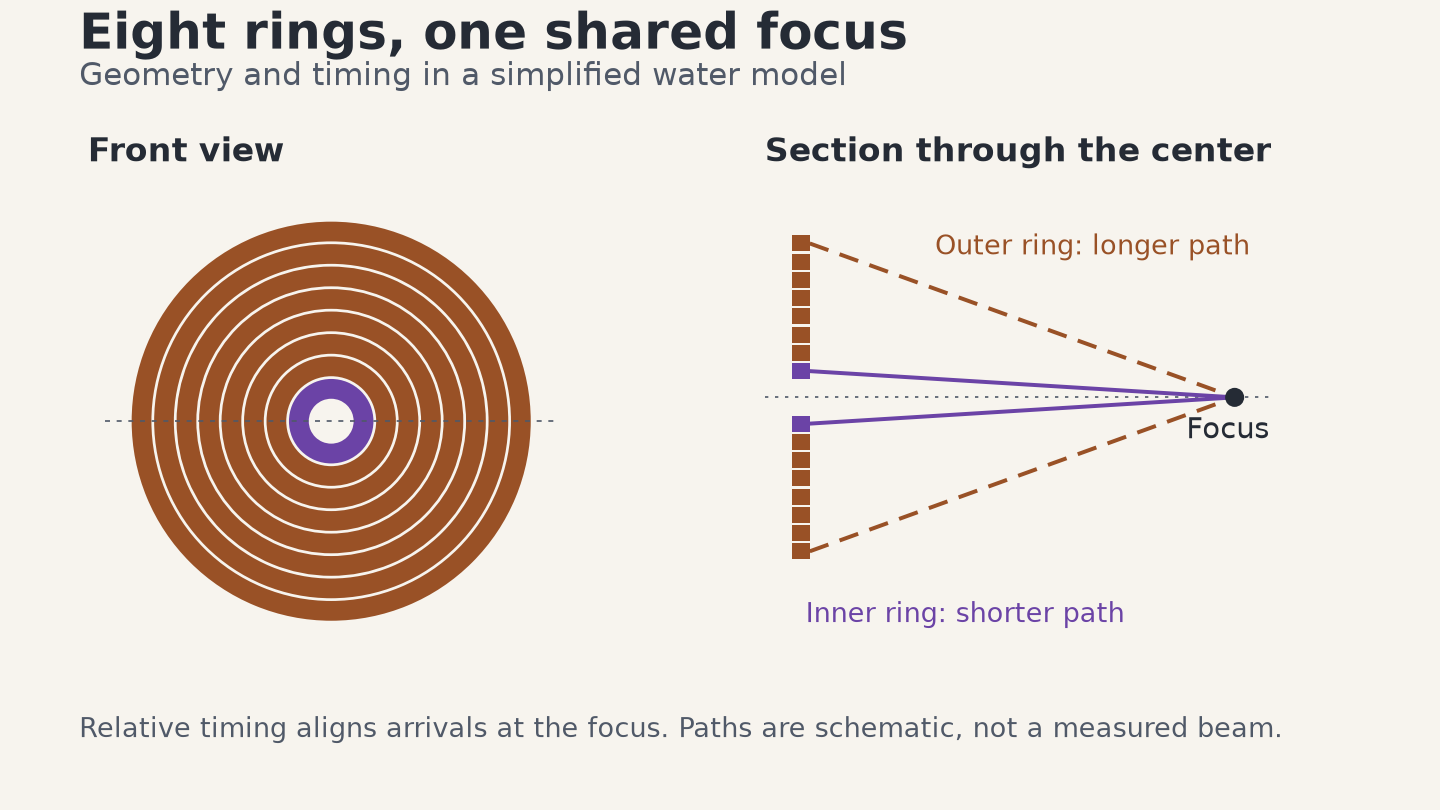 Eight rings, one shared focus
Geometry and timing in a simplified water model
Front view
Section through the center
Outer ring: longer path
Focus
Inner ring: shorter path
Relative timing aligns arrivals at the focus. Paths are schematic, not a measured beam.